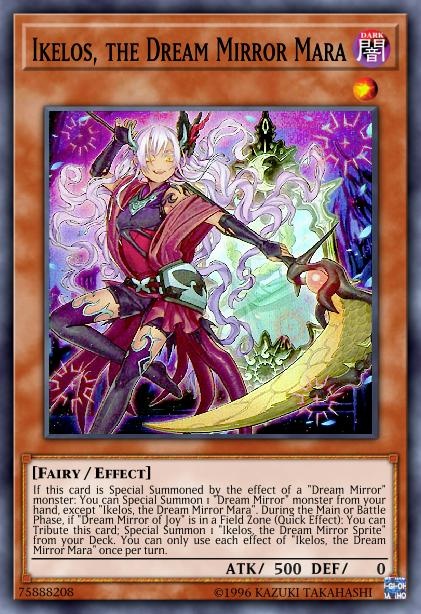 IKELOS, THE DREAM MIRROR MARA
DARK
闇
[FAIRY / EFFECT]
If this card is Special Summoned by the effect of a "Dream Mirror"
monster: You can Special Summon 1 "Dream Mirror" monster from your
hand, except "Ikelos, the Dream Mirror Mara". During the Main or Battle
Phase, if "Dream Mirror of Joy" is in a Field Zone (Quick Effect): You can
Tribute this card; Special Summon 1 "Ikelos, the Dream Mirror Sprite"
from your Deck. You can only use each effect of "Ikelos, the Dream
Mirror Mara" once per turn.
ATK/ 500 DEF/ 0
75888208 ©1996 KAZUKI TAKAHASHI